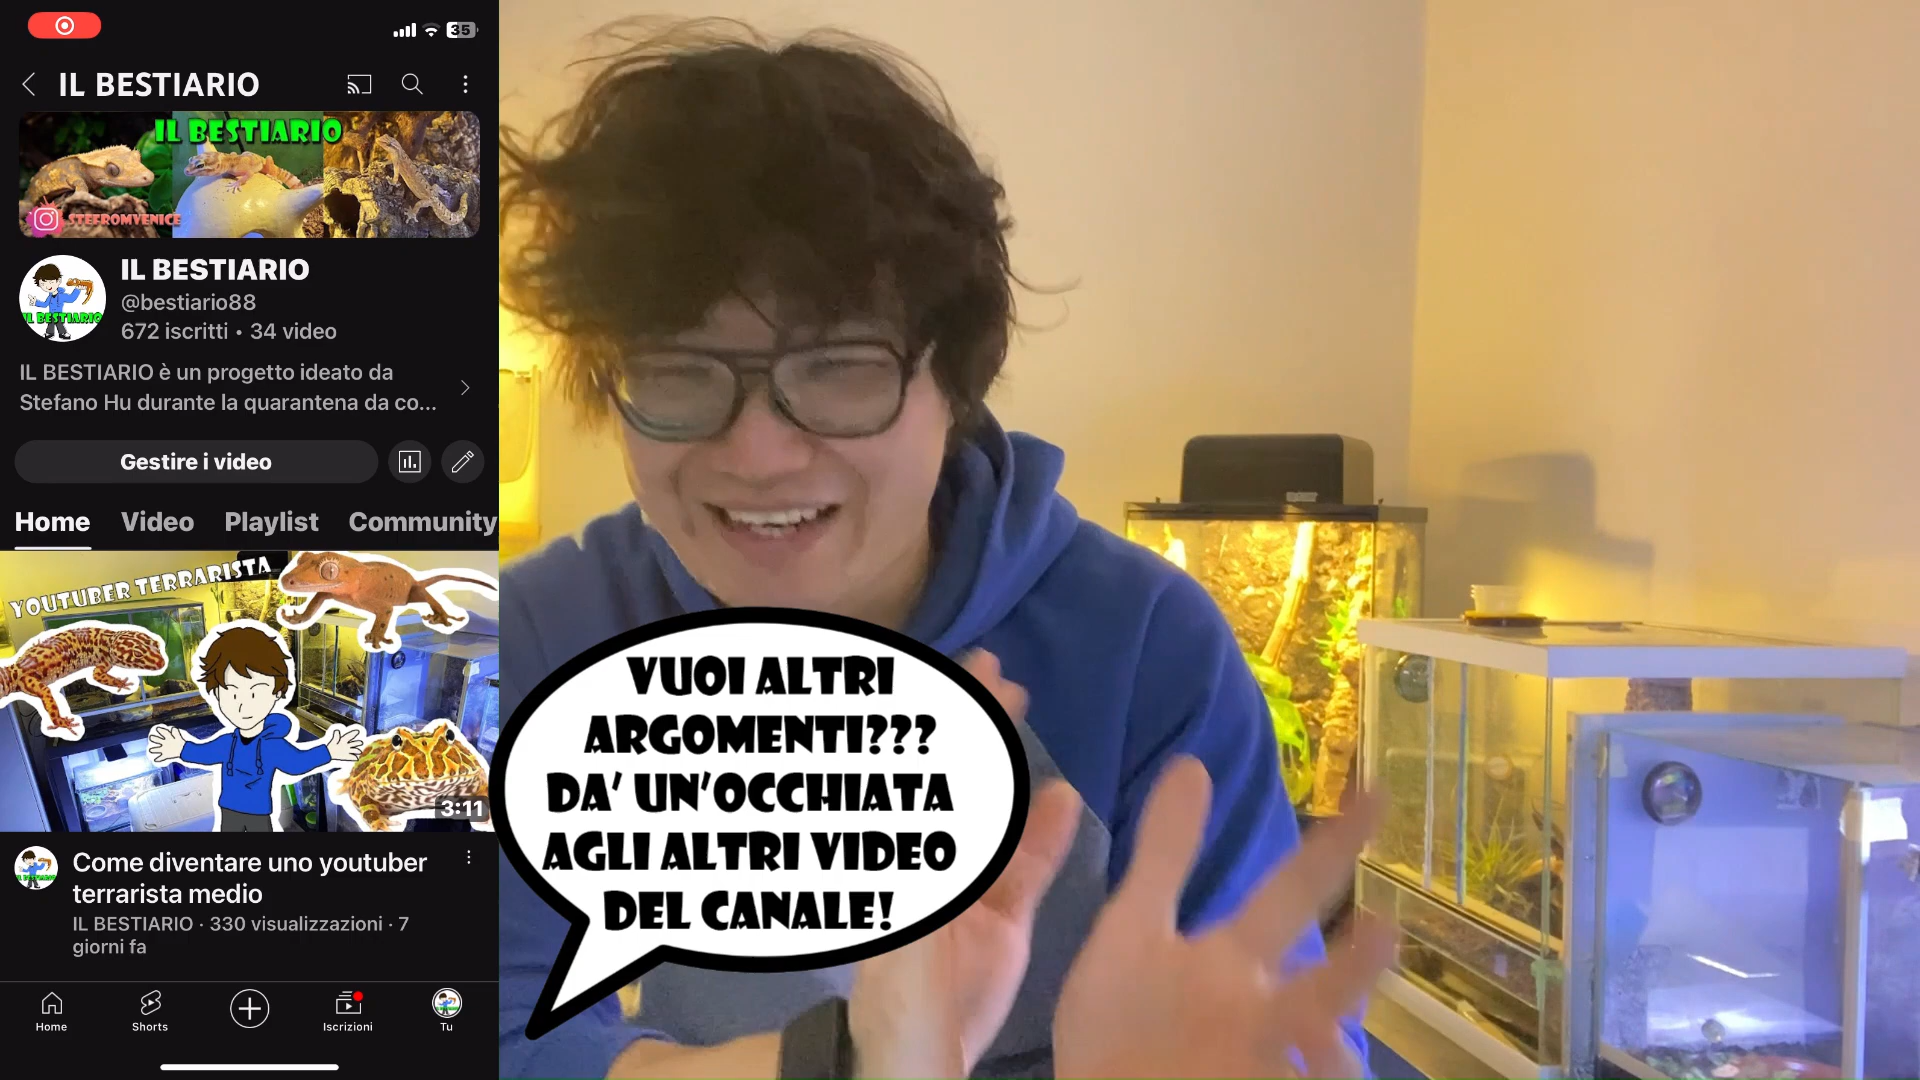 35
IL BESTIARIO
IL BESTIARIO
STEFROMVENICE
IL BESTIARIO
IL BESTIARIO
@bestiario88
672 iscritti • 34 video
IL BESTIARIO è un progetto ideato da
Stefano Hu durante la quarantena da co...
Gestire i video
Home Video Playlist Community
YOUTUBER TERRARISTA
3:11
Come diventare uno youtuber
terrarista medio
IL BESTIARIO · 330 visualizzazioni · 7
giorni fa
Home Shorts Iscrizioni Tu
VUOI ALTRI
ARGOMENTI???
DA' UN'OCCHIATA
AGLI ALTRI VIDEO
DEL CANALE!